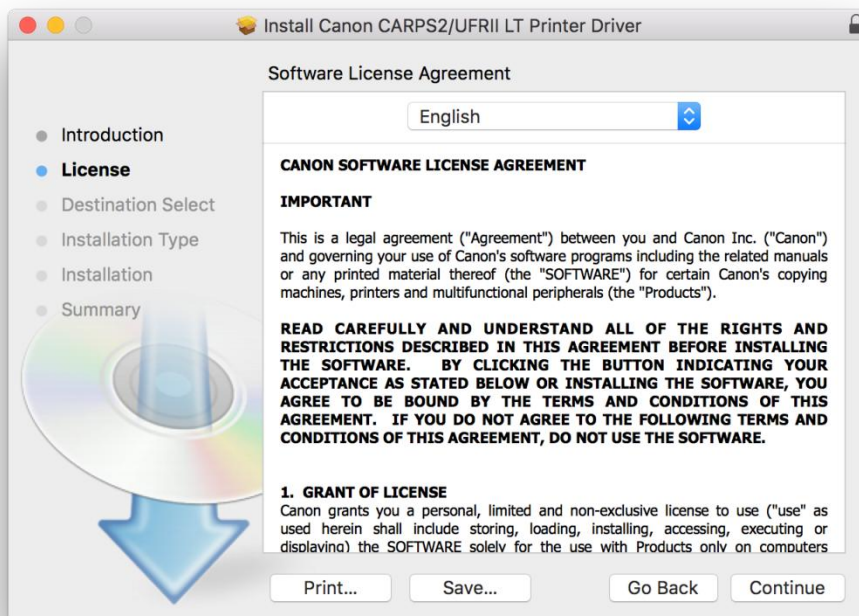 Install Canon CARPS2/UFRII LT Printer Driver
Software License Agreement
English
Introduction
License
Destination Select
Installation Type
Installation
Summary
CANON SOFTWARE LICENSE AGREEMENT
IMPORTANT
This is a legal agreement ("Agreement") between you and Canon Inc. ("Canon")
and governing your use of Canon's software programs including the related manuals
or any printed material thereof (the "SOFTWARE") for certain Canon's copying
machines, printers and multifunctional peripherals (the "Products").
READ CAREFULLY AND UNDERSTAND ALL OF THE RIGHTS AND
RESTRICTIONS DESCRIBED IN THIS AGREEMENT BEFORE INSTALLING
THE SOFTWARE. BY CLICKING THE BUTTON INDICATING YOUR
ACCEPTANCE AS STATED BELOW OR INSTALLING THE SOFTWARE, YOU
AGREE TO BE BOUND BY THE TERMS AND CONDITIONS OF THIS
AGREEMENT. IF YOU DO NOT AGREE TO THE FOLLOWING TERMS AND
CONDITIONS OF THIS AGREEMENT, DO NOT USE THE SOFTWARE.
1. GRANT OF LICENSE
Canon grants you a personal, limited and non-exclusive license to use ("use" as
used herein shall include storing, loading, installing, accessing, executing or
displaying) the SOFTWARE solely for the use with Products only on computers
Print...
Save...
Go Back
Continue